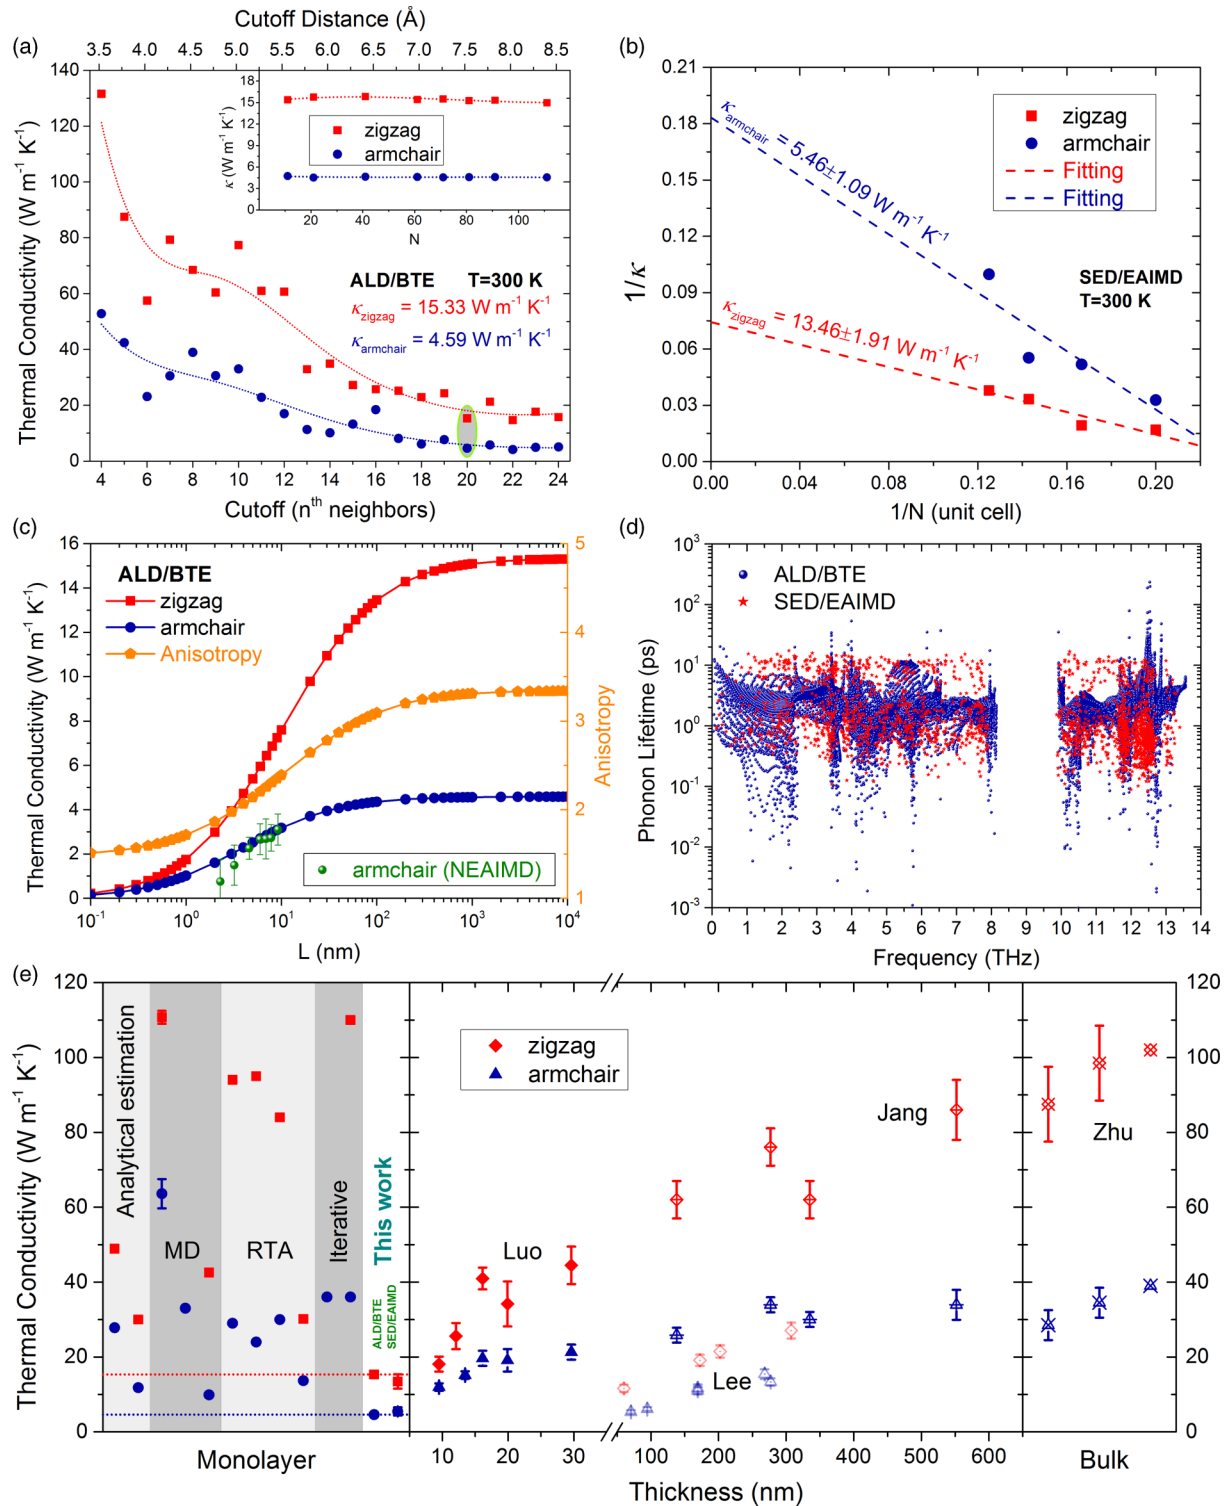 (a)
Cutoff Distance (Å)
3.5 4.0 4.5 5.0 5.5 6.0 6.5 7.0 7.5 8.0 8.5
Thermal Conductivity (W m⁻¹ K⁻¹)
140
120
100
80
60
40
20
0
κ (W m⁻¹ K⁻¹)
18
15
12
9
6
3
0
zigzag
armchair
20 40 60 80 100
N
ALD/BTE T=300 K
κzigzag = 15.33 W m⁻¹ K⁻¹
κarmchair = 4.59 W m⁻¹ K⁻¹
4 6 8 10 12 14 16 18 20 22 24
Cutoff (nth neighbors)
(b)
1/κ
0.21
0.18
0.15
0.12
0.09
0.06
0.03
0.00
zigzag
armchair
Fitting
Fitting
κarmchair = 5.46±1.09 W m⁻¹ K⁻¹
SED/EAIMD
T=300 K
κzigzag = 13.46±1.91 W m⁻¹ K⁻¹
0.00 0.04 0.08 0.12 0.16 0.20
1/N (unit cell)
(c)
Thermal Conductivity (W m⁻¹ K⁻¹)
16
14
12
10
8
6
4
2
0
ALD/BTE
zigzag
armchair
Anisotropy
armchair (NEAIMD)
5
4
3
2
1
Anisotropy
10⁻¹ 10⁰ 10¹ 10² 10³ 10⁴
L (nm)
(d)
Phonon Lifetime (ps)
10³
10²
10¹
10⁰
10⁻¹
10⁻²
10⁻³
ALD/BTE
SED/EAIMD
0 1 2 3 4 5 6 7 8 9 10 11 12 13 14
Frequency (THz)
(e)
Thermal Conductivity (W m⁻¹ K⁻¹)
120
100
80
60
40
20
0
Analytical estimation
MD
RTA
Iterative
This work
ALD/BTE
SED/EAIMD
zigzag
armchair
Luo
Lee
Jang
Zhu
120
100
80
60
40
20
0
10 20 30 100 200 300 400 500 600
Monolayer
Thickness (nm)
Bulk